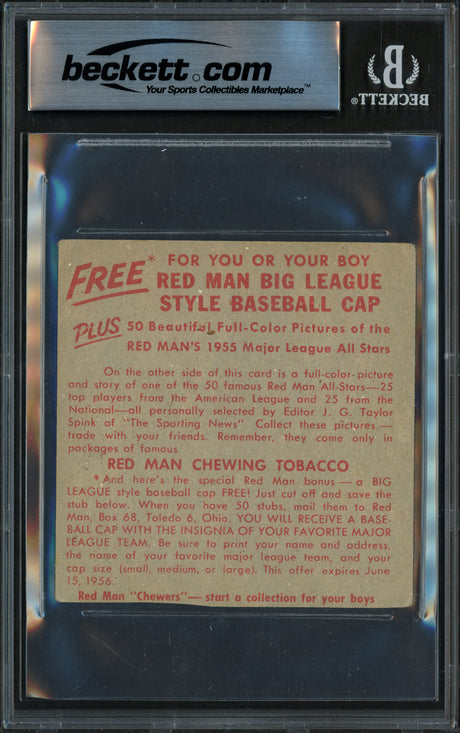 beckett.com
Your Sports Collectibles Marketplace™
B
BECKETT®
FREE* FOR YOU OR YOUR BOY
RED MAN BIG LEAGUE
STYLE BASEBALL CAP
PLUS 50 Beautiful Full-Color Pictures of the
RED MAN'S 1955 Major League All Stars
On the other side of this card is a full-color-picture
and story of one of the 50 famous Red Man All-Stars—25
top players from the American League and 25 from the
National—all personally selected by Editor J. G. Taylor
Spink of "The Sporting News" Collect these pictures—
trade with your friends. Remember, they come only in
packages of famous
RED MAN CHEWING TOBACCO
*And here's the special Red Man bonus—a BIG
LEAGUE style baseball cap FREE! Just cut off and save the
stub below. When you have 50 stubs, mail them to Red
Man, Box 68, Toledo 6, Ohio. YOU WILL RECEIVE A BASE-
BALL CAP WITH THE INSIGNIA OF YOUR FAVORITE MAJOR
LEAGUE TEAM. Be sure to print your name and address,
the name of your favorite major league team, and your
cap size (small, medium, or large). This offer expires June
15, 1956.
Red Man "Chewers"—start a collection for your boys